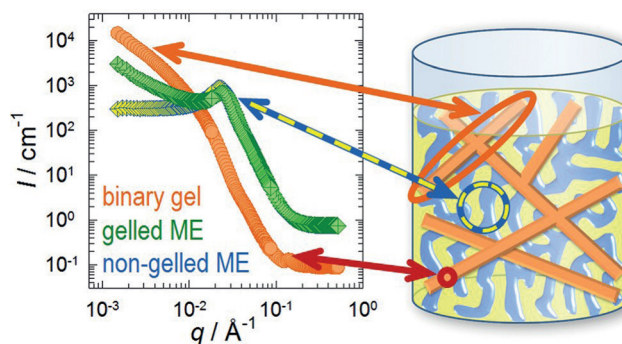 10⁴
10³
10²
10¹
10⁰
10⁻¹
I / cm⁻¹
binary gel
gelled ME
non-gelled ME
10⁻³ 10⁻² 10⁻¹ 10⁰
q / Å⁻¹